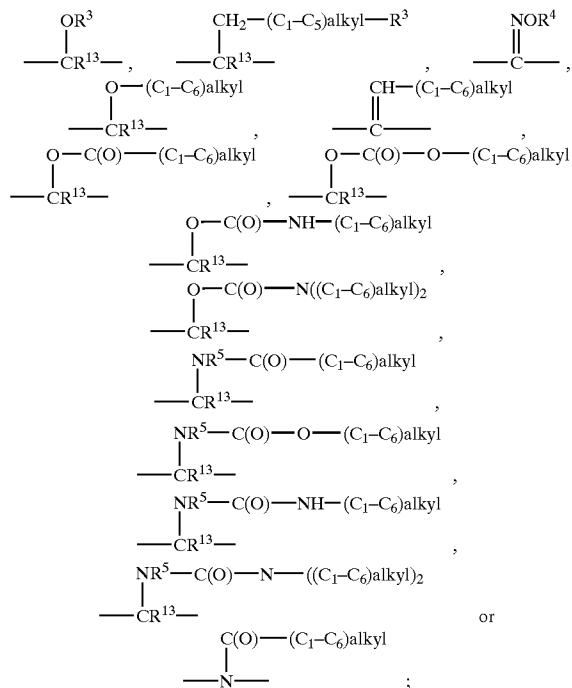 OR³ CH₂—(C₁–C₅)alkyl—R³ NOR⁴
—CR¹³— , —CR¹³— , —C— ,
O—(C₁–C₆)alkyl CH—(C₁–C₆)alkyl
—CR¹³— , —C— ,
O—C(O)—(C₁–C₆)alkyl O—C(O)—O—(C₁–C₆)alkyl
—CR¹³— , —CR¹³—
O—C(O)—NH—(C₁–C₆)alkyl
—CR¹³— ,
O—C(O)—N((C₁–C₆)alkyl)₂
—CR¹³— ,
NR⁵—C(O)—(C₁–C₆)alkyl
—CR¹³— ,
NR⁵—C(O)—O—(C₁–C₆)alkyl
—CR¹³— ,
NR⁵—C(O)—NH—(C₁–C₆)alkyl
—CR¹³— ,
NR⁵—C(O)—N—((C₁–C₆)alkyl)₂
—CR¹³— or
C(O)—(C₁–C₆)alkyl
—N— ;